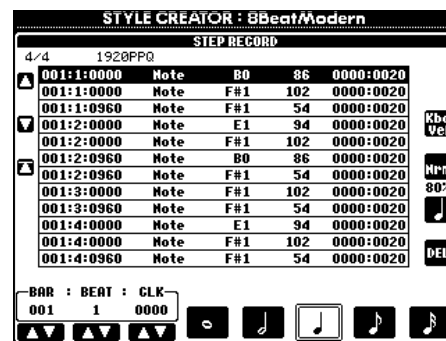 STYLE CREATOR : 8BeatModern
STEP RECORD
4/4 1920PPQ
001:1:0000 Note B0 86 0000:0020
001:1:0000 Note F#1 102 0000:0020
001:1:0960 Note F#1 54 0000:0020
001:2:0000 Note E1 94 0000:0020
001:2:0000 Note F#1 102 0000:0020
001:2:0960 Note B0 86 0000:0020
001:2:0960 Note F#1 54 0000:0020
001:3:0000 Note F#1 102 0000:0020
001:3:0960 Note F#1 54 0000:0020
001:4:0000 Note E1 94 0000:0020
001:4:0000 Note F#1 102 0000:0020
001:4:0960 Note F#1 54 0000:0020
80%
DEL
BAR : BEAT : CLK
001 1 0000